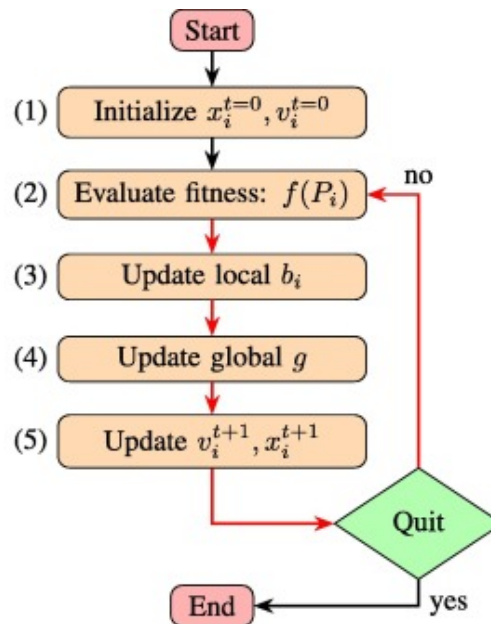 Start
(1) Initialize $x_i^{t=0}, v_i^{t=0}$
(2) Evaluate fitness: $f(P_i)$
no
(3) Update local $b_i$
(4) Update global $g$
(5) Update $v_i^{t+1}, x_i^{t+1}$
Quit
yes
End